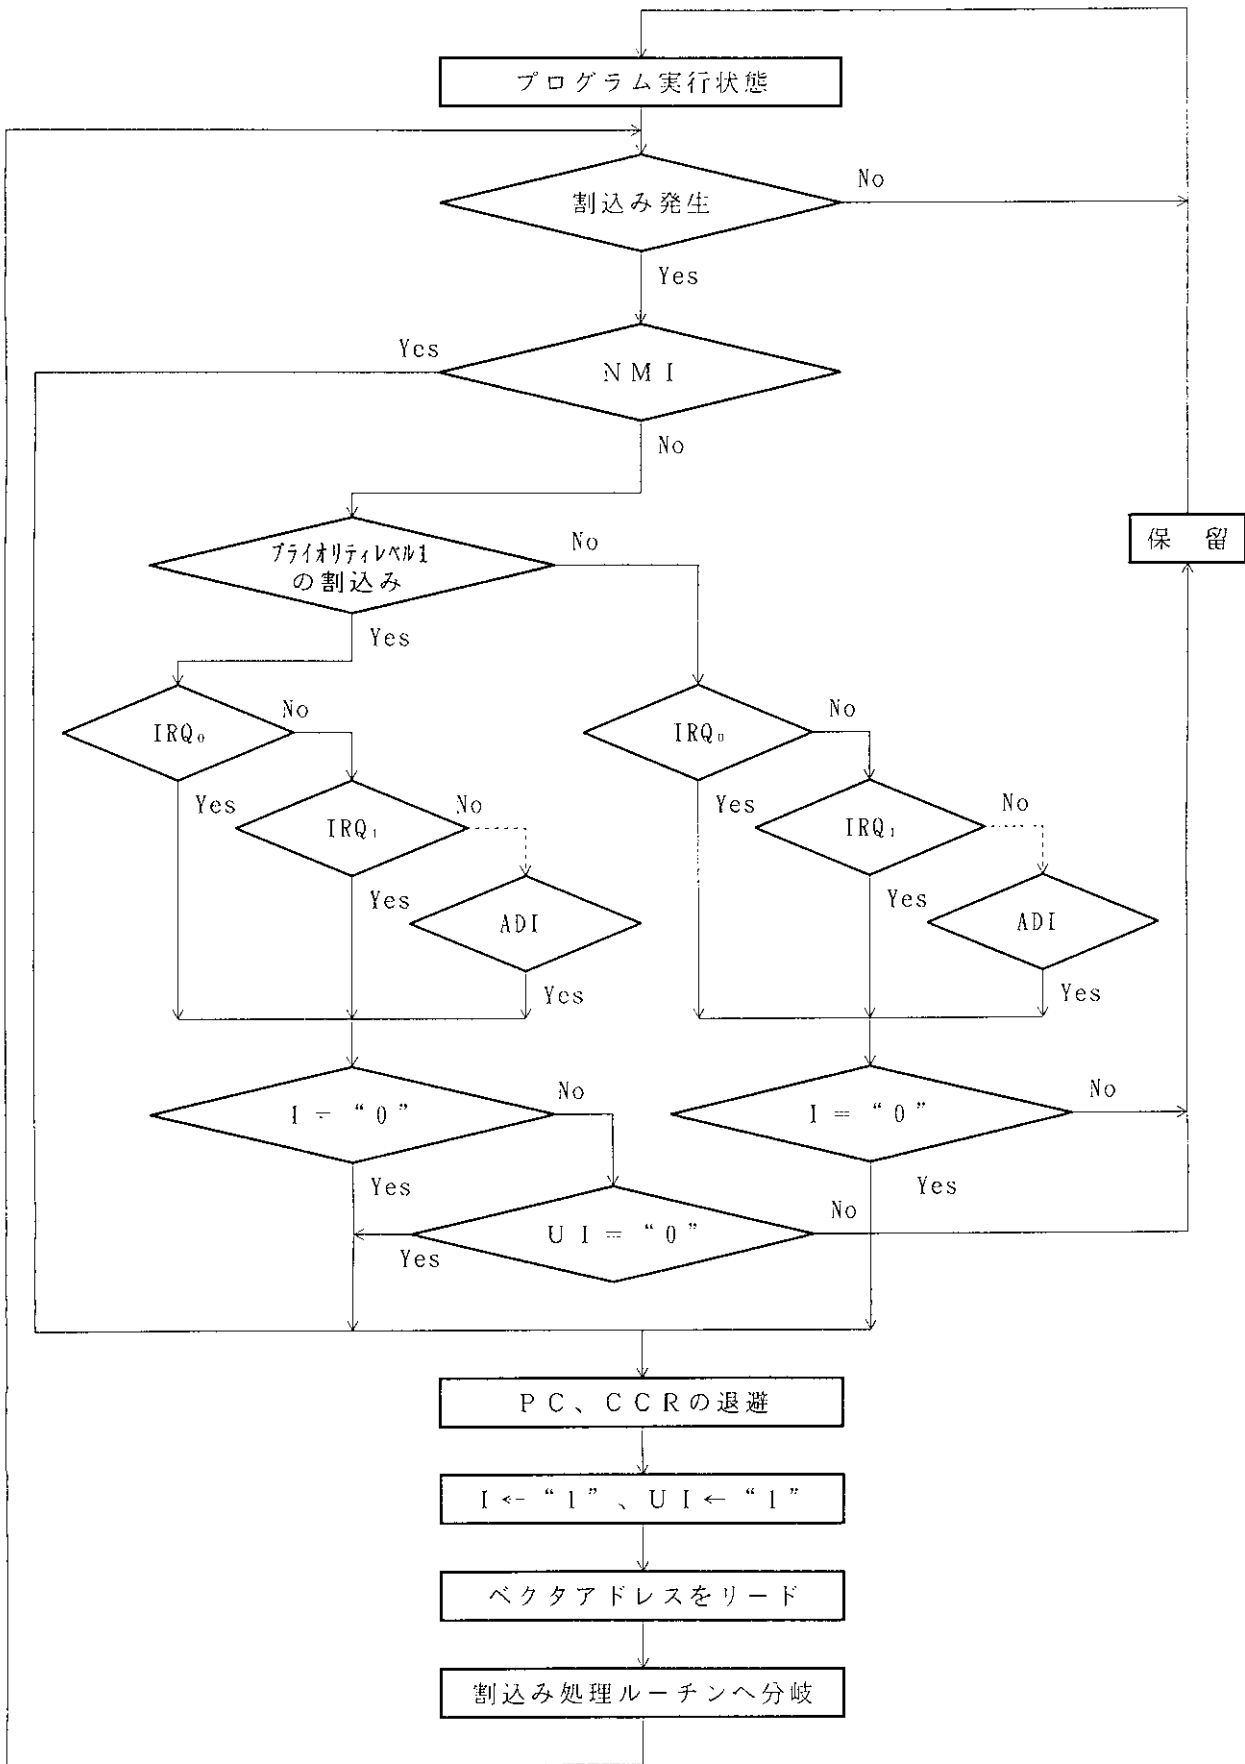 プログラム実行状態
割込み発生
No
Yes
NMI
Yes
No
プライオリティレベル1
の割込み
No
Yes
保 留
IRQ₀
No
Yes
IRQ₁
No
Yes
ADI
Yes
IRQ₀
No
Yes
IRQ₁
No
Yes
ADI
Yes
I = “0”
No
Yes
I = “0”
No
Yes
UI = “0”
No
Yes
PC、CCRの退避
I ← “1”、UI ← “1”
ベクタアドレスをリード
割込み処理ルーチンへ分岐